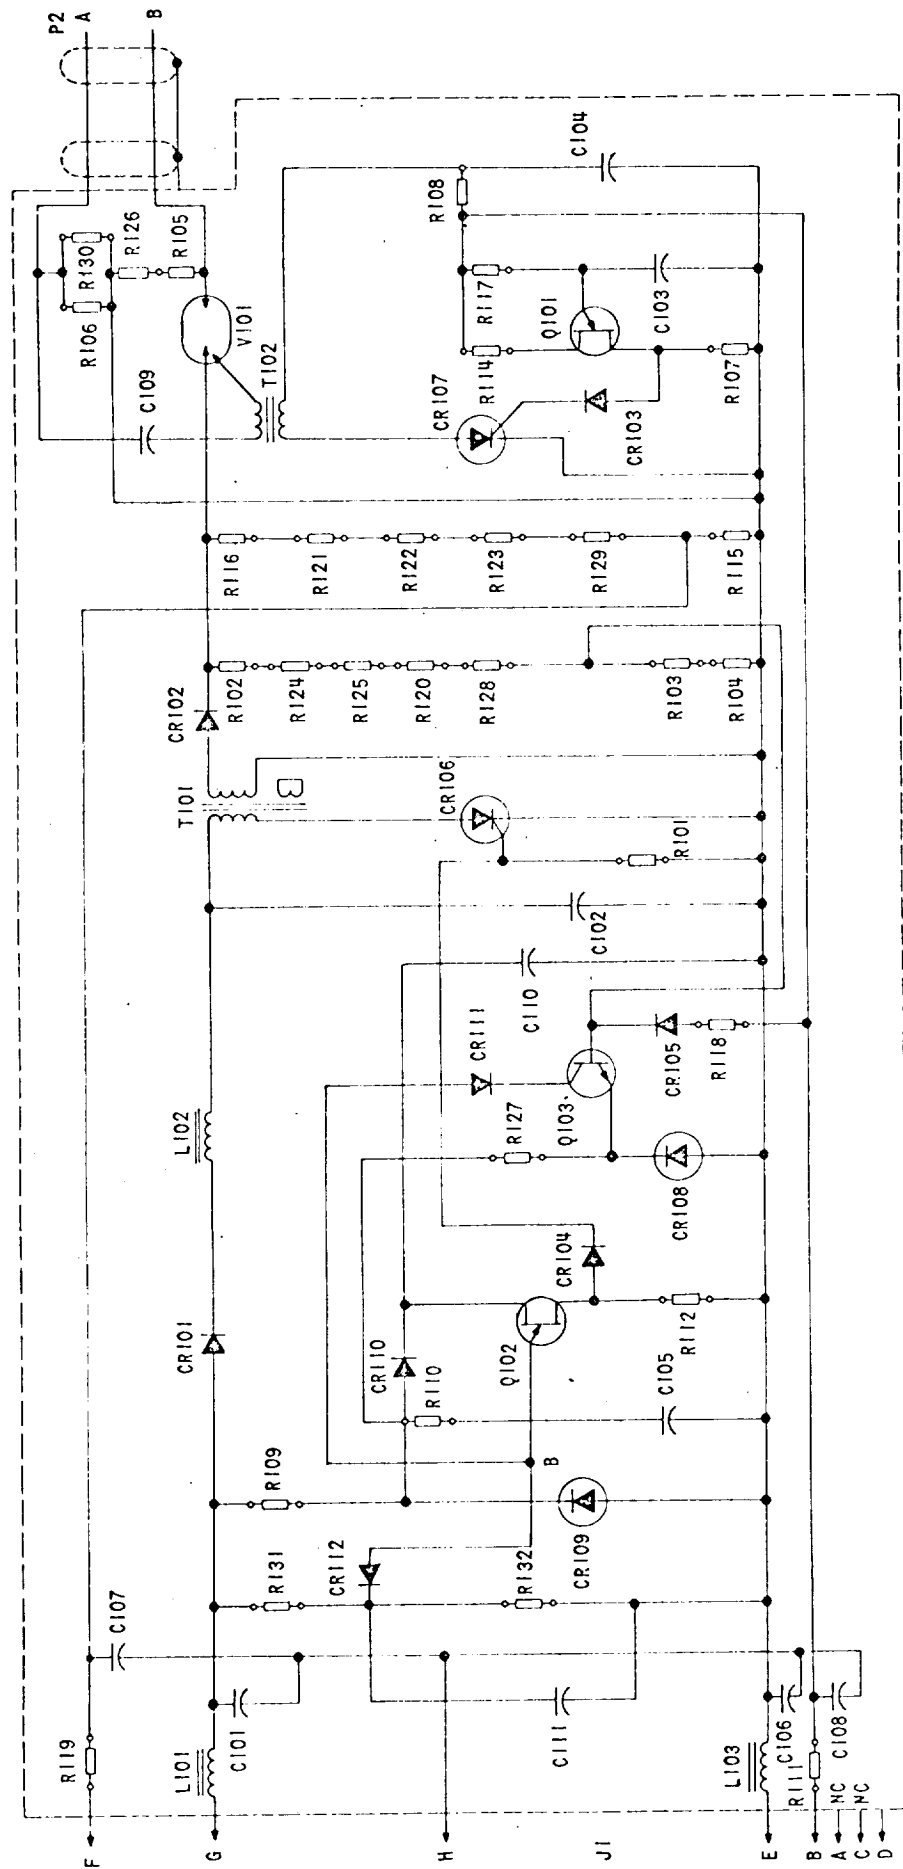 P2
A
B
C104
R108
R105
R126
R130
R106
V101
T102
C109
R117
Q101
C103
R114
CR107
CR103
R107
R116
R121
R122
R123
R129
R115
CR102
R102
R124
R125
R120
R128
R103
R104
T101
CR106
R101
C102
C110
L102
CR111
Q103
CR105
R118
R127
CR108
CR104
CR101
CR110
Q102
R112
R110
C105
B
R109
CR109
CR112
R131
R132
C107
C101
C111
C106
C108
R119
L101
L103
R111
F
G
H
J1
E
B
A NC
C NC
D